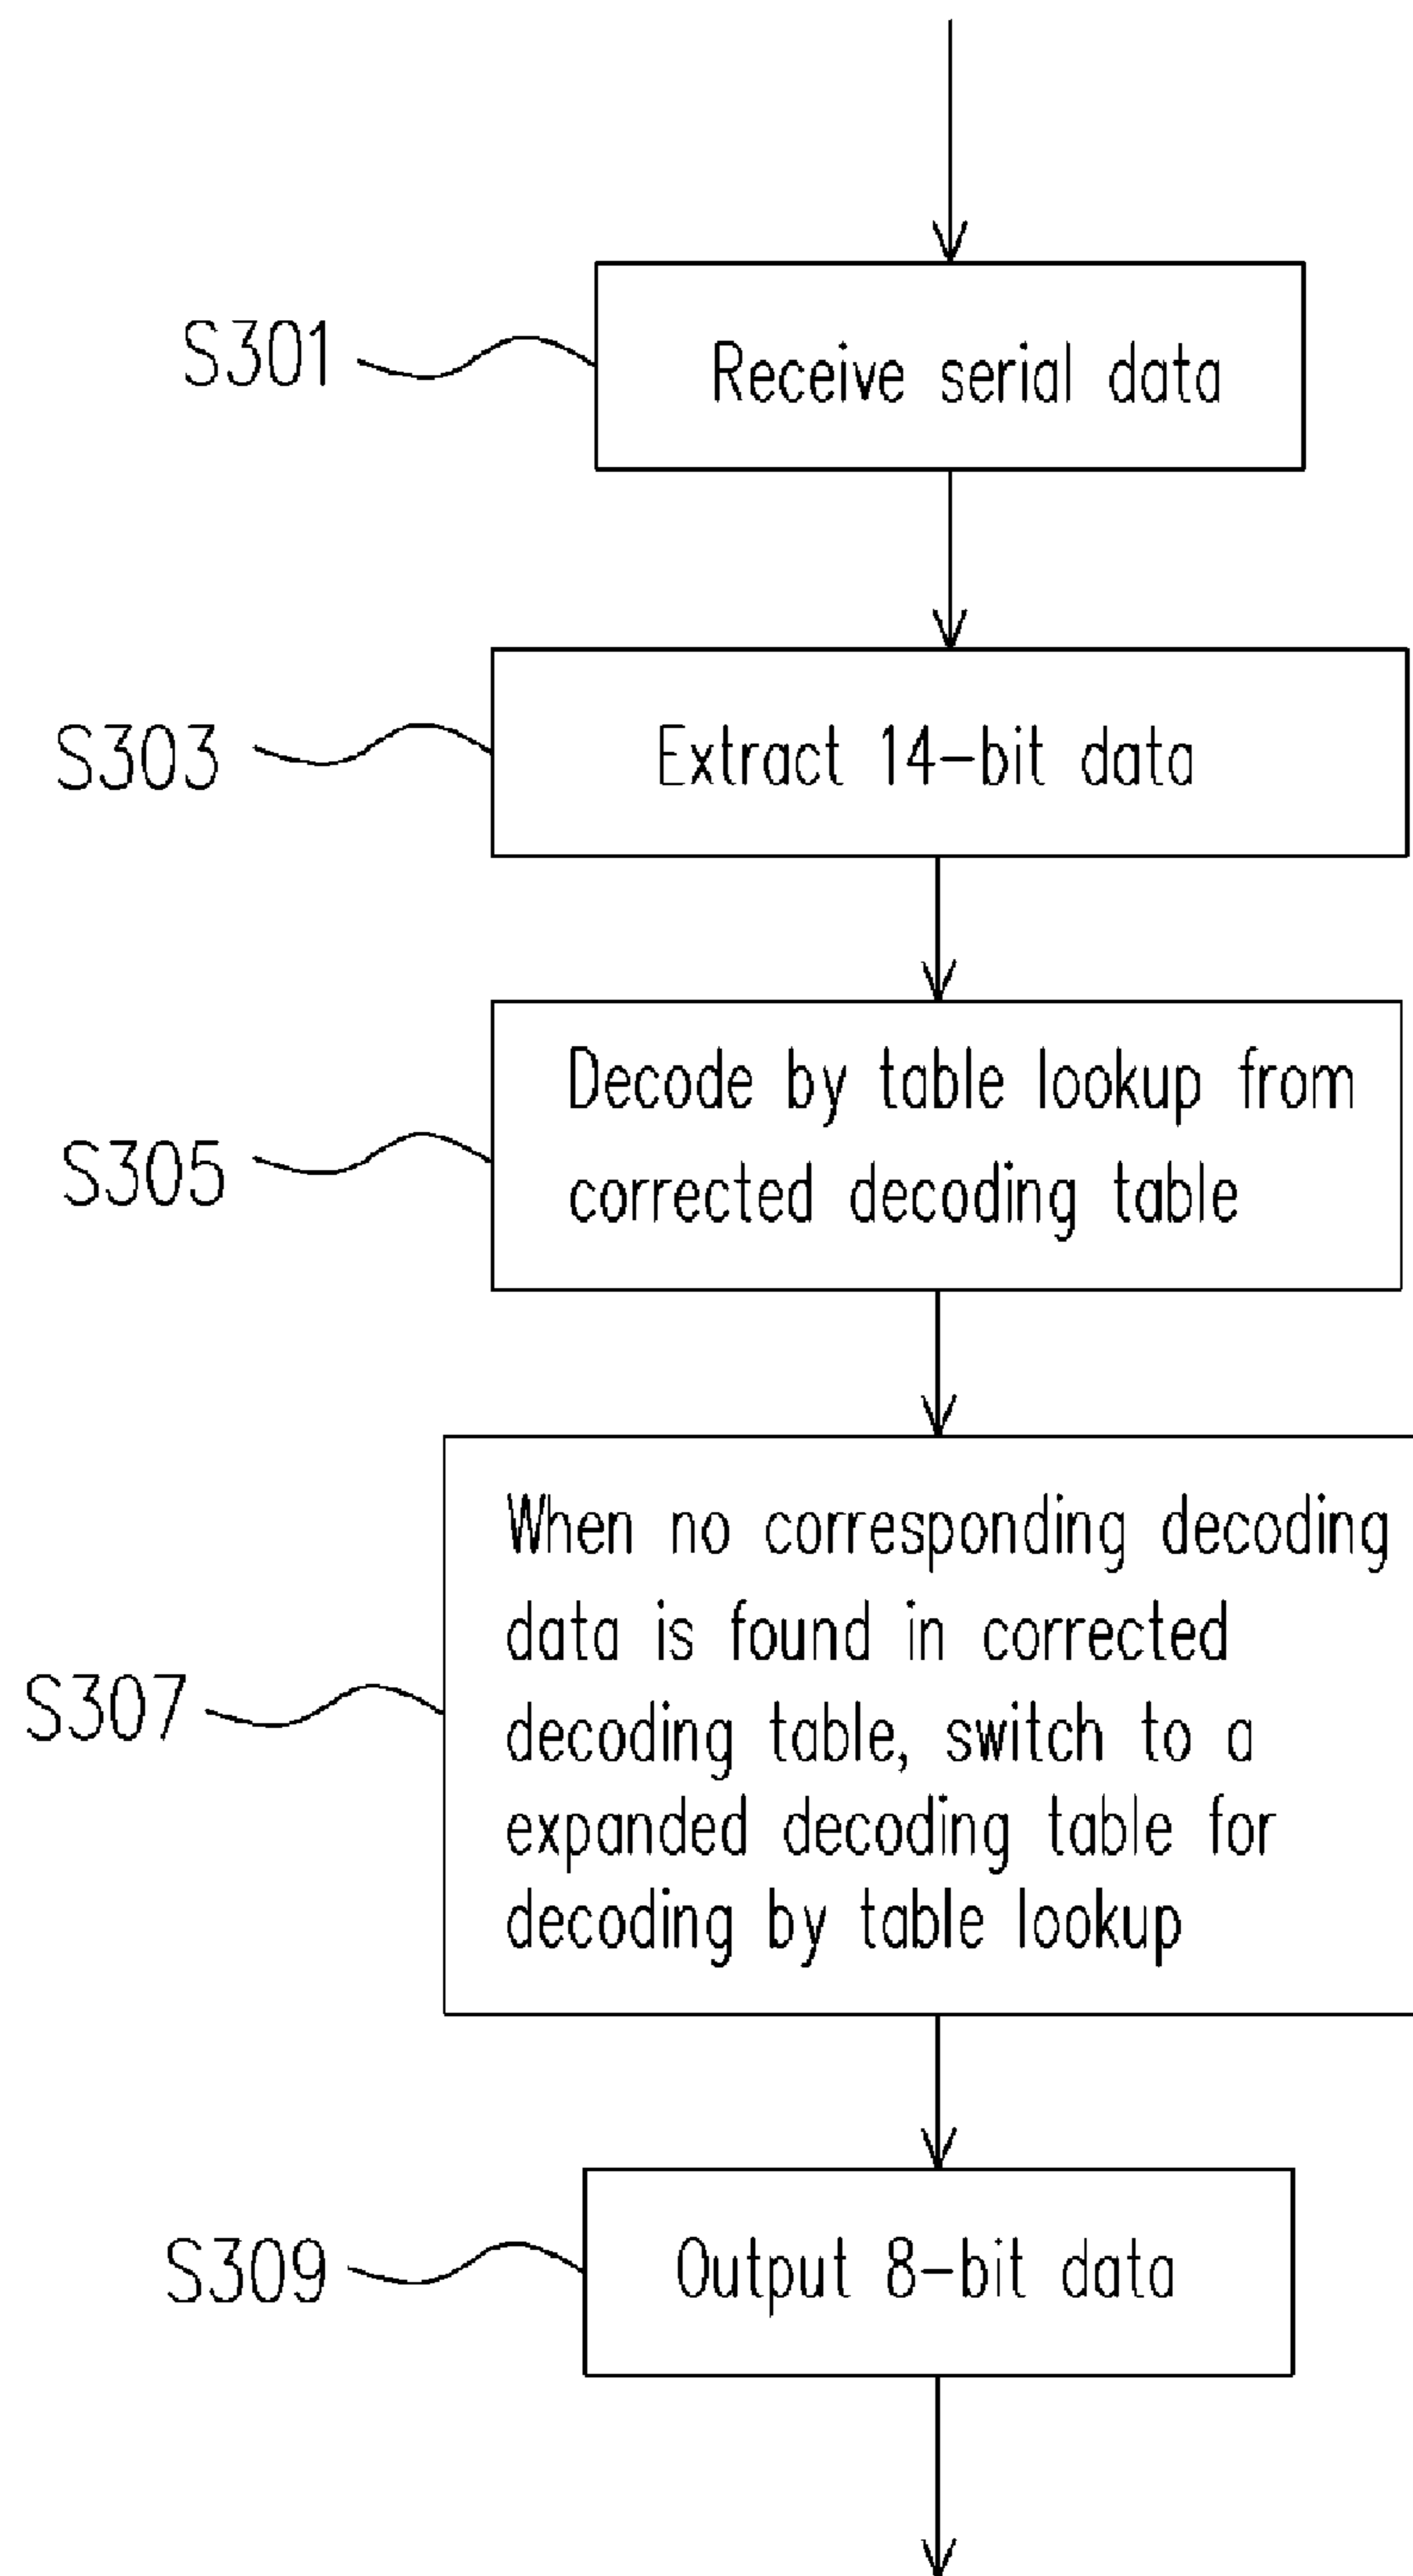 S301
Receive serial data
S303
Extract 14-bit data
S305
Decode by table lookup from
corrected decoding table
S307
When no corresponding decoding
data is found in corrected
decoding table, switch to a
expanded decoding table for
decoding by table lookup
S309
Output 8-bit data